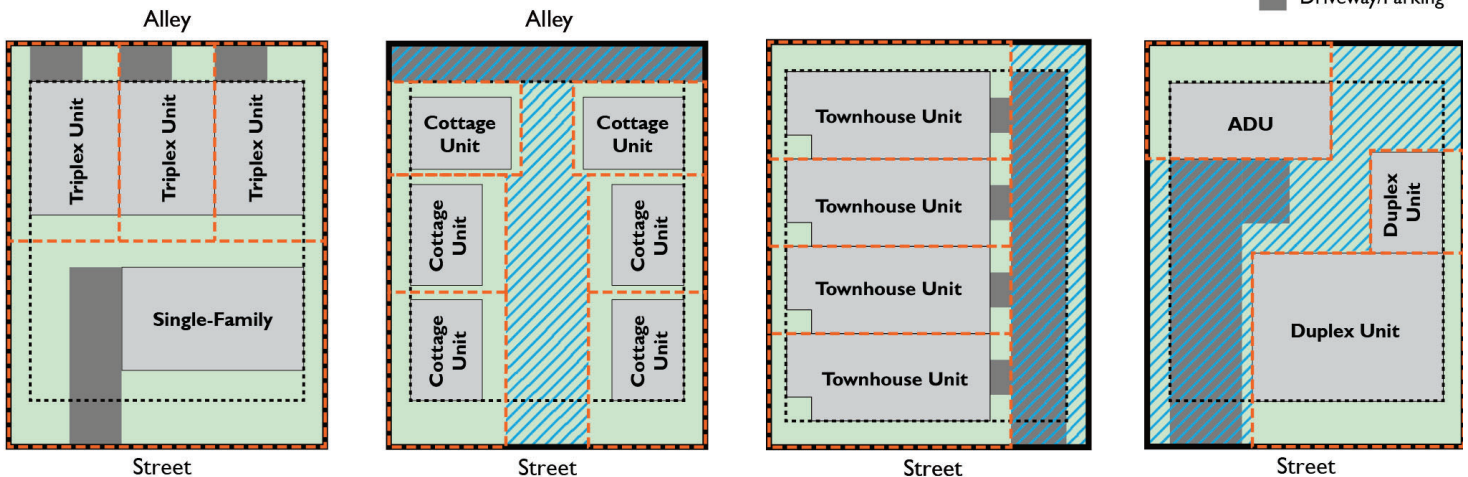 Driveway/Parking
Alley
Triplex Unit
Triplex Unit
Triplex Unit
Single-Family
Street
Alley
Cottage
Unit
Cottage
Unit
Cottage
Unit
Cottage
Unit
Cottage
Unit
Cottage
Unit
Street
Townhouse Unit
Townhouse Unit
Townhouse Unit
Townhouse Unit
Street
ADU
Duplex
Unit
Duplex Unit
Street